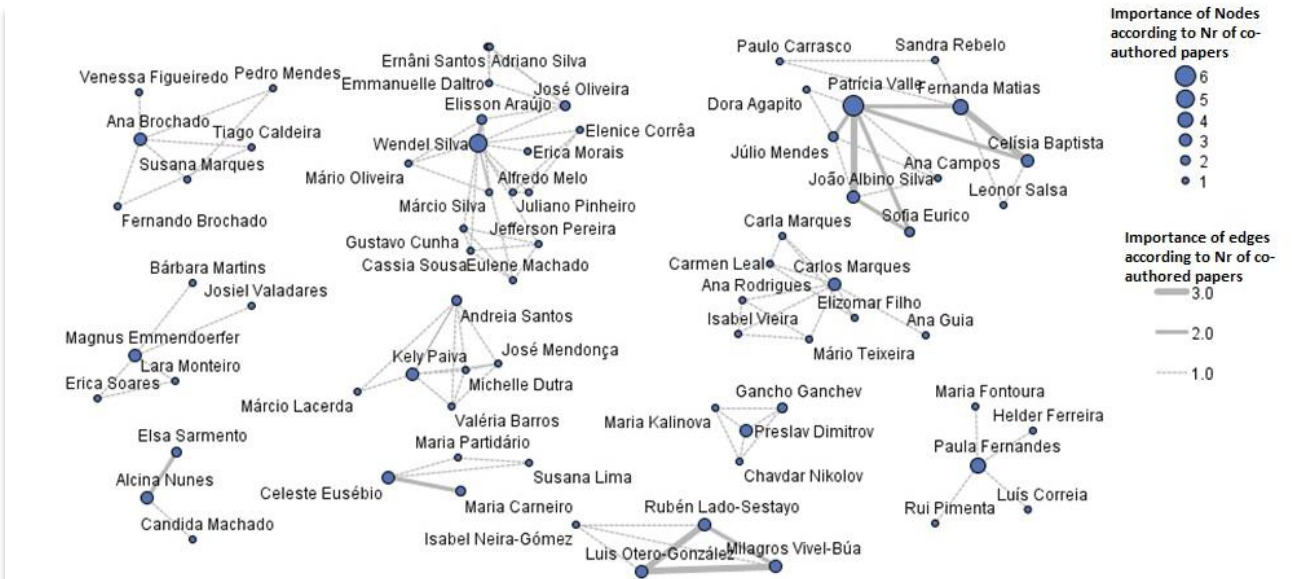 Importance of Nodes
according to Nr of co-
authored papers
6
5
4
3
2
1
Importance of edges
according to Nr of co-
authored papers
3.0
2.0
1.0
Venessa Figueiredo
Pedro Mendes
Ana Brochado
Tiago Caldeira
Susana Marques
Fernando Brochado
Ernâni Santos
Adriano Silva
Emmanuelle Daltro
José Oliveira
Elisson Araújo
Elenice Corrêa
Wendel Silva
Erica Morais
Mário Oliveira
Alfredo Melo
Márcio Silva
Juliano Pinheiro
Jefferson Pereira
Gustavo Cunha
Cassia Sousa
Eulene Machado
Paulo Carrasco
Sandra Rebelo
Patrícia Valle
Fernanda Matias
Dora Agapito
Celísia Baptista
Júlio Mendes
Ana Campos
João Albino Silva
Leonor Salsa
Sofia Eurico
Carla Marques
Carmen Leal
Carlos Marques
Ana Rodrigues
Elizomar Filho
Isabel Vieira
Ana Guia
Mário Teixeira
Bárbara Martins
Josiel Valadares
Magnus Emmendoerfer
Lara Monteiro
Erica Soares
Andreia Santos
Kely Paiva
José Mendonça
Michelle Dutra
Márcio Lacerda
Valéria Barros
Gancho Ganchev
Maria Kalinova
Preslav Dimitrov
Chavdar Nikolov
Maria Fontoura
Helder Ferreira
Paula Fernandes
Rui Pimenta
Luís Correia
Elsa Sarmento
Alcina Nunes
Candida Machado
Maria Partidário
Susana Lima
Celeste Eusébio
Maria Carneiro
Rubén Lado-Sestayo
Isabel Neira-Gómez
Luis Otero-González
Milagros Vivel-Búa